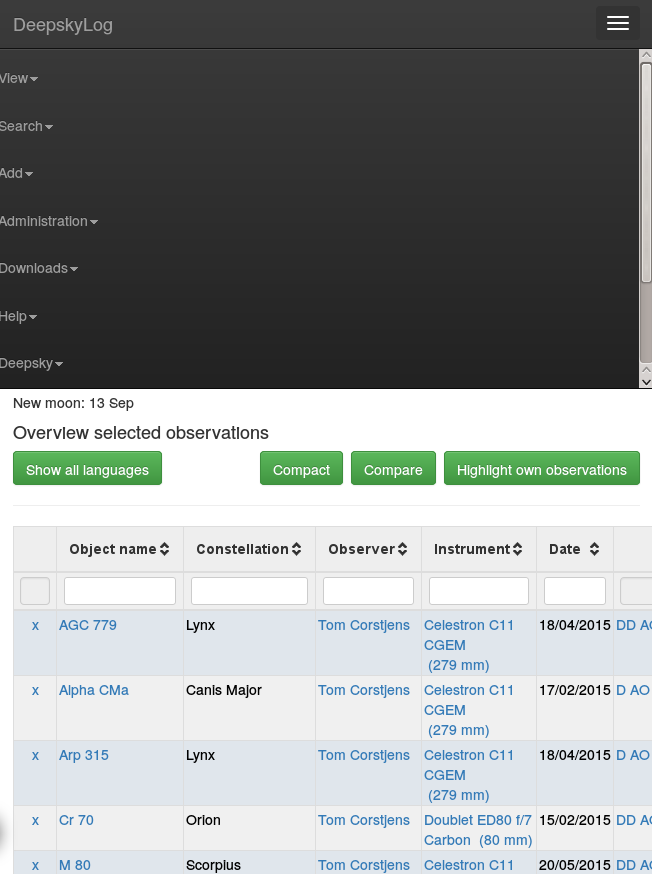 DeepskyLog
View
Search
Add
Administration
Downloads
Help
Deepsky
New moon: 13 Sep
Overview selected observations
Show all languages Compact Compare Highlight own observations
Object name Constellation Observer Instrument Date
x AGC 779 Lynx Tom Corstjens Celestron C11 18/04/2015 DD
CGEM
(279 mm)
x Alpha CMa Canis Major Tom Corstjens Celestron C11 17/02/2015 D AO
CGEM
(279 mm)
x Arp 315 Lynx Tom Corstjens Celestron C11 18/04/2015 D AO
CGEM
(279 mm)
x Cr 70 Orion Tom Corstjens Doublet ED80 f/7 15/02/2015 DD
Carbon (80 mm)
x M 80 Scorpius Tom Corstjens Celestron C11 20/05/2015 DD